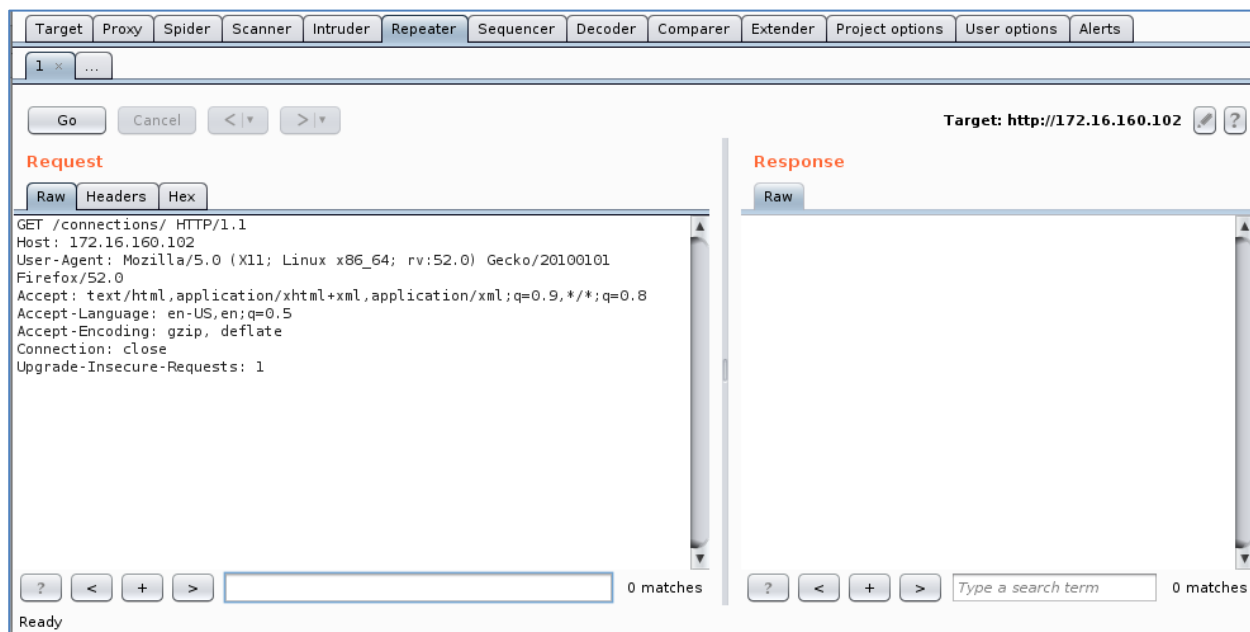 Target Proxy Spider Scanner Intruder Repeater Sequencer Decoder Comparer Extender Project options User options Alerts
1 × ...
Go Cancel < | ▾ > | ▾ Target: http://172.16.160.102 ?
Request
Raw Headers Hex
GET /connections/ HTTP/1.1
Host: 172.16.160.102
User-Agent: Mozilla/5.0 (X11; Linux x86_64; rv:52.0) Gecko/20100101
Firefox/52.0
Accept: text/html,application/xhtml+xml,application/xml;q=0.9,*/*;q=0.8
Accept-Language: en-US,en;q=0.5
Accept-Encoding: gzip, deflate
Connection: close
Upgrade-Insecure-Requests: 1
? < + > 0 matches
Response
Raw
? < + > Type a search term 0 matches
Ready